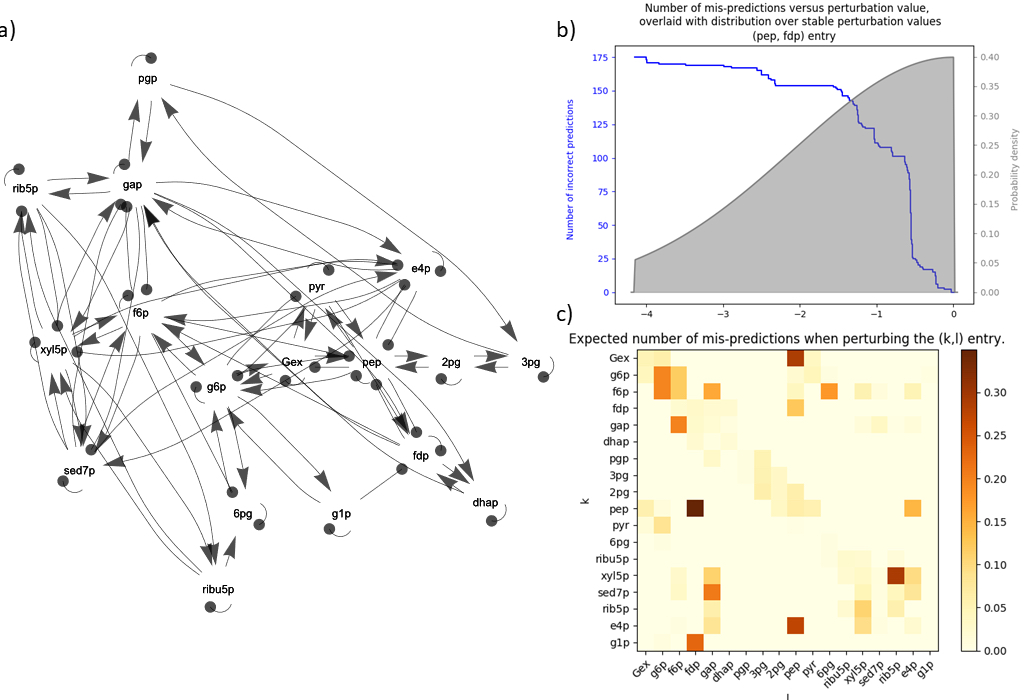 a)
pgp
rib5p
gap
e4p
pyr
f6p
xyl5p
Gex
pep
2pg
3pg
g6p
sed7p
fdp
dhap
6pg
g1p
ribu5p
b)
Number of mis-predictions versus perturbation value,
overlaid with distribution over stable perturbation values
(pep, fdp) entry
Number of incorrect predictions
175
150
125
100
75
50
25
0
0.40
0.35
0.30
0.25
0.20
0.15
0.10
0.05
0.00
Probability density
−4
−3
−2
−1
0
c)
Expected number of mis-predictions when perturbing the (k,l) entry.
k
Gex
g6p
f6p
fdp
gap
dhap
pgp
3pg
2pg
pep
pyr
6pg
ribu5p
xyl5p
sed7p
rib5p
e4p
g1p
Gex g6p f6p fdp gap dhap pgp 3pg 2pg pep pyr 6pg ribu5p xyl5p sed7p rib5p e4p g1p
0.30
0.25
0.20
0.15
0.10
0.05
0.00